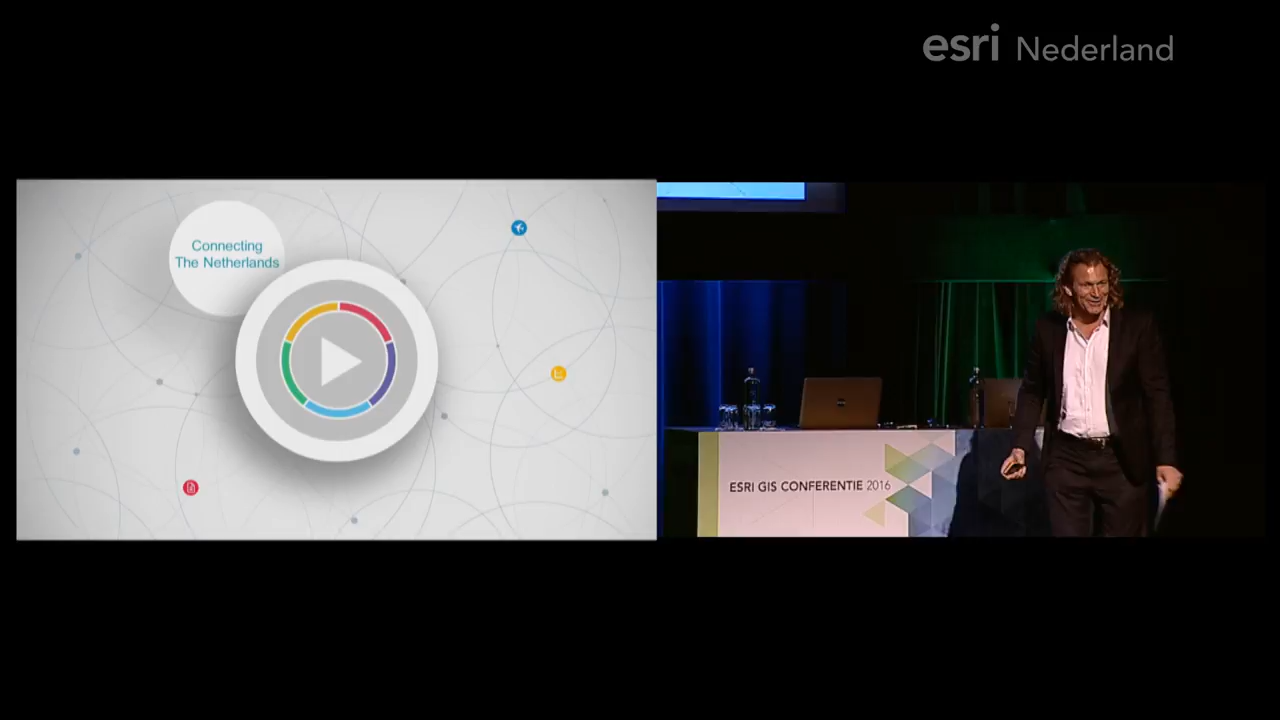 esri Nederland
Connecting
The Netherlands
ESRI GIS CONFERENTIE 2016